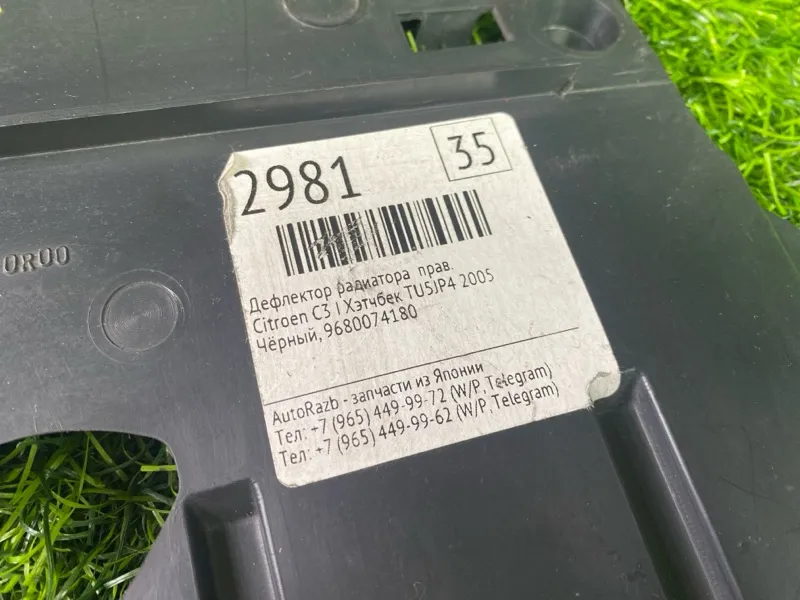 2981
35
Дефлектор радиатора прав.
Citroen C3 I Хэтчбек TU5JP4 2005
Чёрный, 9680074180
AutoRazb - запчасти из Японии
Тел: +7 (965) 449-99-72 (W/P, Telegram)
Тел: +7 (965) 449-99-62 (W/P, Telegram)
0R00